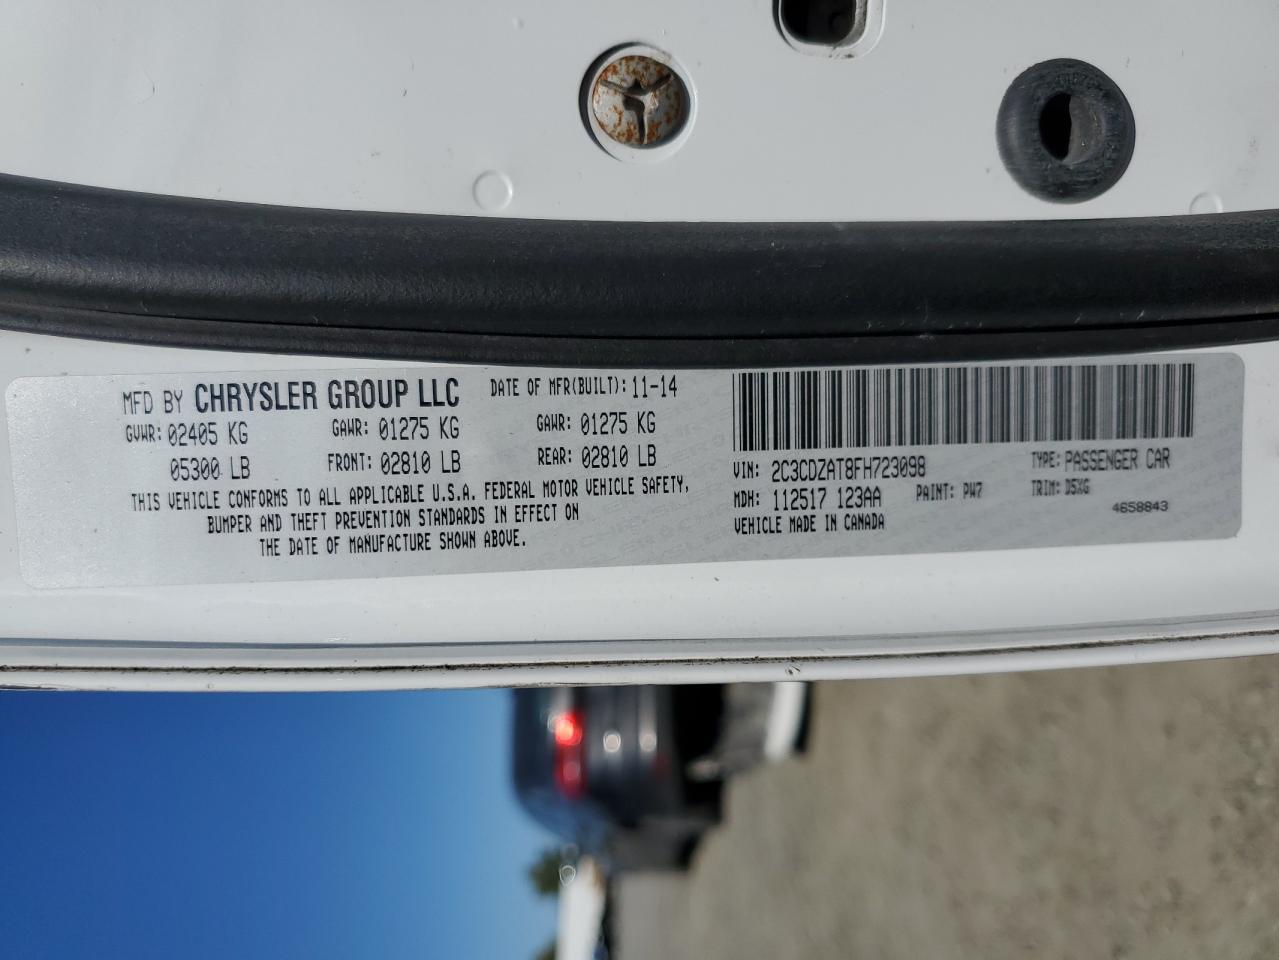 MFD BY CHRYSLER GROUP LLC DATE OF MFR(BUILT): 11-14
GVWR: 02405 KG GAWR: 01275 KG GAWR: 01275 KG
05300 LB FRONT: 02810 LB REAR: 02810 LB
THIS VEHICLE CONFORMS TO ALL APPLICABLE U.S.A. FEDERAL MOTOR VEHICLE SAFETY,
BUMPER AND THEFT PREVENTION STANDARDS IN EFFECT ON
THE DATE OF MANUFACTURE SHOWN ABOVE.
VIN: 2C3CDZAT8FH723098 TYPE: PASSENGER CAR
MDH: 112517 123AA PAINT: PW7 TRIM: D5XG
VEHICLE MADE IN CANADA 4658843